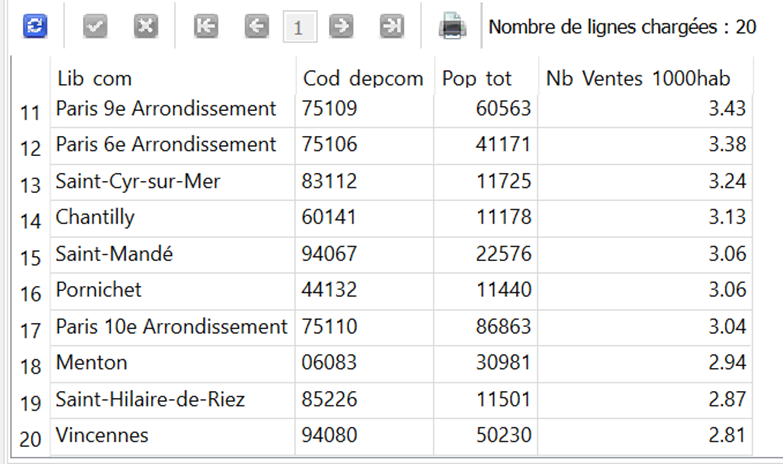 1 Nombre de lignes chargées : 20
Lib com Cod depcom Pop tot Nb Ventes 1000hab
11 Paris 9e Arrondissement 75109 60563 3.43
12 Paris 6e Arrondissement 75106 41171 3.38
13 Saint-Cyr-sur-Mer 83112 11725 3.24
14 Chantilly 60141 11178 3.13
15 Saint-Mandé 94067 22576 3.06
16 Pornichet 44132 11440 3.06
17 Paris 10e Arrondissement 75110 86863 3.04
18 Menton 06083 30981 2.94
19 Saint-Hilaire-de-Riez 85226 11501 2.87
20 Vincennes 94080 50230 2.81